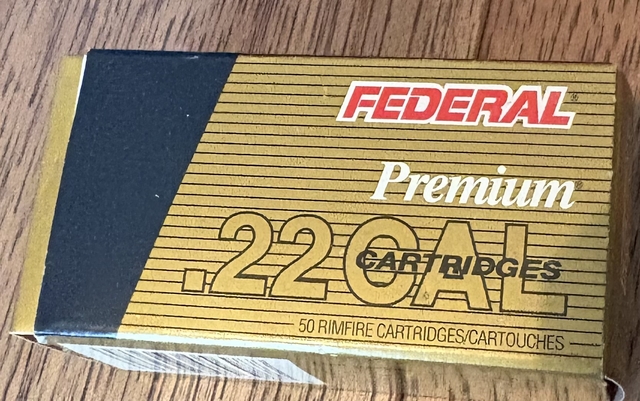 FEDERAL
Premium
.22 CAL
CARTRIDGES
50 RIMFIRE CARTRIDGES/CARTOUCHES